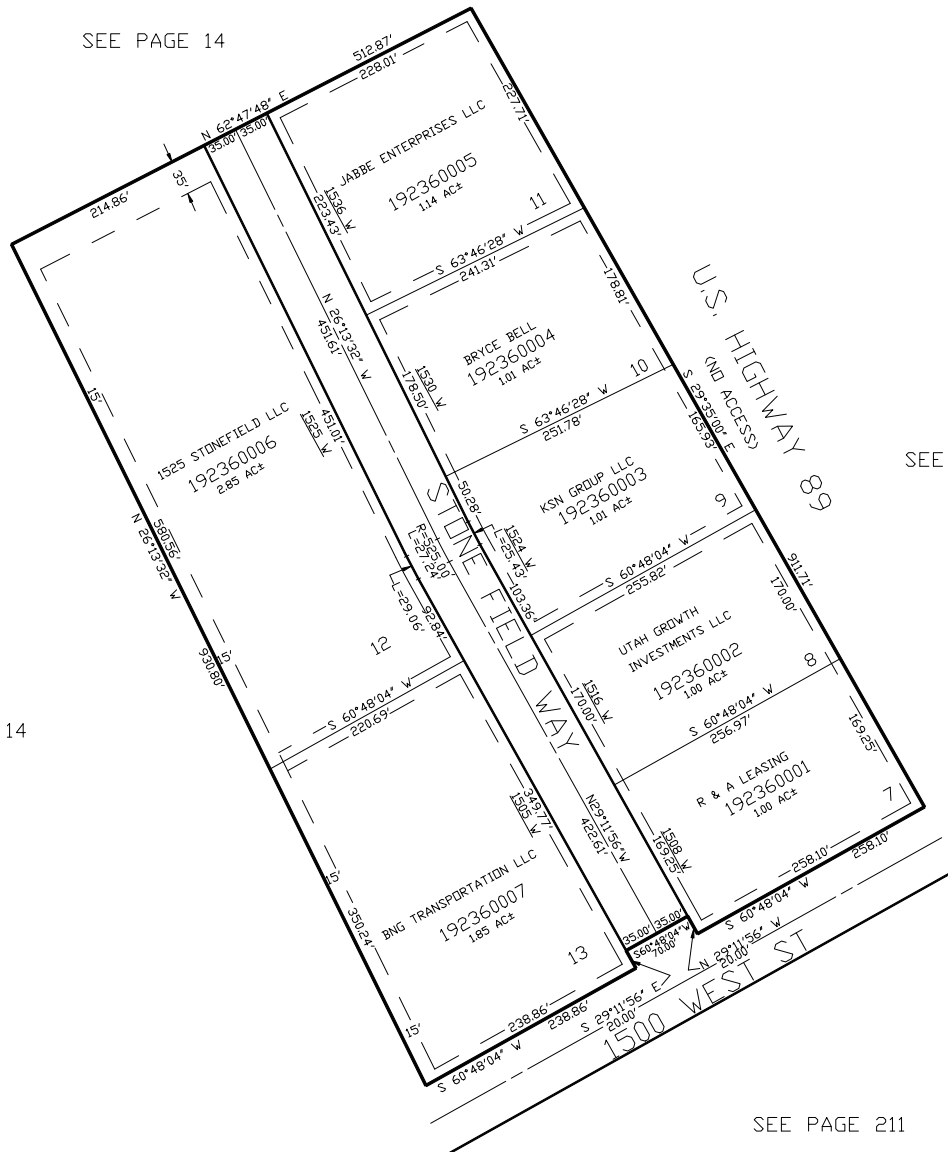 SEE PAGE 14
512.87'
228.01'
N 62°47'48" E
35.00'
35.00'
35'
214.86'
227.71'
JABBE ENTERPRISES LLC
192360005
1.14 AC±
11
1536 W
223.43'
S 63°46'28" W
241.31'
N 26°13'32" W
451.61'
178.81'
BRYCE BELL
192360004
1.01 AC±
10
1530 W
178.50'
S 63°46'28" W
251.78'
U.S. HIGHWAY 89
(NO ACCESS)
S 29°35'00" E
165.93'
SEE
15'
1525 STONEFIELD LLC
192360006
2.85 AC±
451.01'
1525 W
KSN GROUP LLC
192360003
1.01 AC±
9
50.28'
1524 W
L=25.43'
103.36'
S 60°48'04" W
255.82'
580.56'
N 26°13'32" W
930.80'
15'
STONE FIELD WAY
R=525.00'
L=27.24'
L=29.06'
92.84'
12
S 60°48'04" W
220.69'
911.71'
170.00'
UTAH GROWTH
INVESTMENTS LLC
192360002
1.00 AC±
8
1516 W
170.00'
S 60°48'04" W
256.97'
14
169.25'
R & A LEASING
192360001
1.00 AC±
7
1508 W
169.25'
258.10'
258.10'
S 60°48'04" W
349.77'
1505 W
N29°11'56"W
422.61'
15'
350.24'
BNG TRANSPORTATION LLC
192360007
1.85 AC±
13
15'
35.00'
35.00'
S60°48'04"W
70.00'
N 29°11'56" W
20.00'
S 29°11'56" E
20.00'
238.86'
238.86'
S 60°48'04" W
1500 WEST ST
SEE PAGE 211